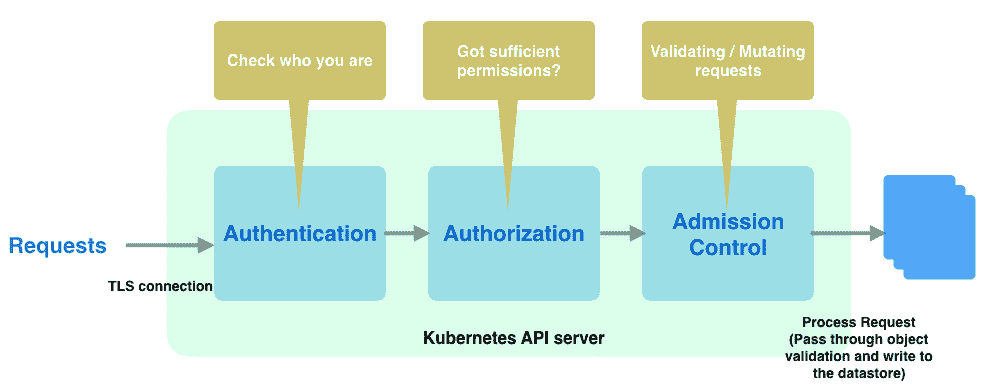 Check who you are
Got sufficient
permissions?
Validating / Mutating
requests
Requests
TLS connection
Authentication
Authorization
Admission
Control
Kubernetes API server
Process Request
(Pass through object
validation and write to
the datastore)